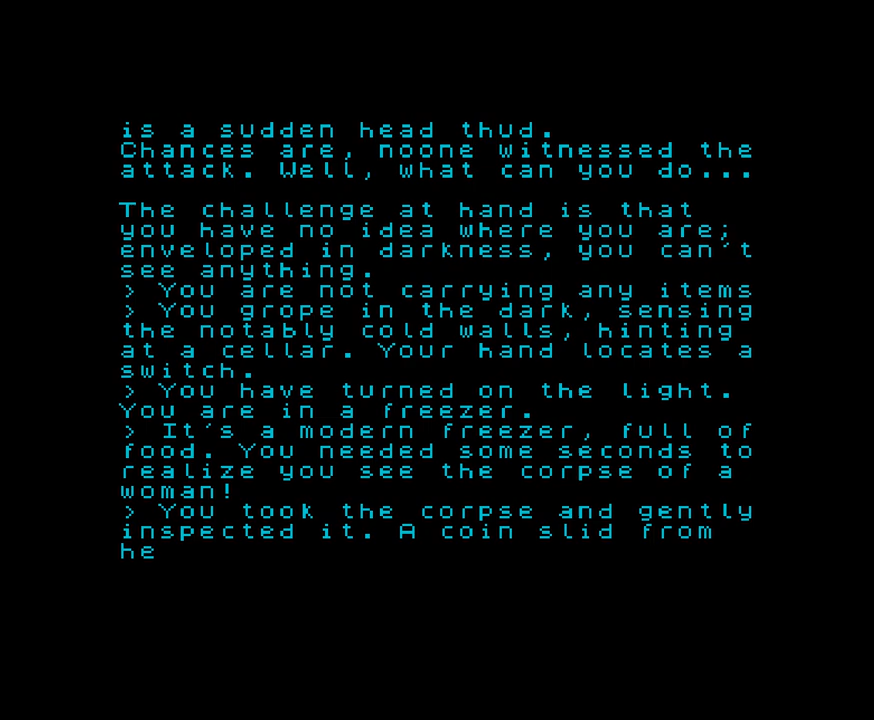 is a sudden head thud.
Chances are, noone witnessed the
attack. Well, what can you do...
The challenge at hand is that
you have no idea where you are;
enveloped in darkness, you can't
see anything.
> You are not carrying any items
> You grope in the dark, sensing
the notably cold walls, hinting
at a cellar. Your hand locates a
switch.
> You have turned on the light.
You are in a freezer.
> It's a modern freezer, full of
food. You needed some seconds to
realize you see the corpse of a
woman!
> You took the corpse and gently
inspected it. A coin slid from
he